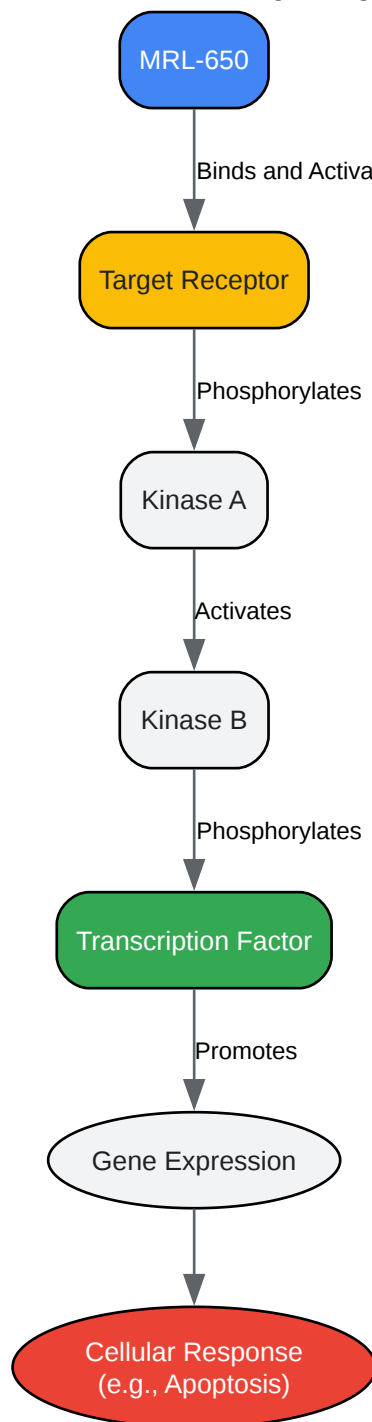 MRL-650
Binds and Activa
Target Receptor
Phosphorylates
Kinase A
Activates
Kinase B
Phosphorylates
Transcription Factor
Promotes
Gene Expression
Cellular Response
(e.g., Apoptosis)